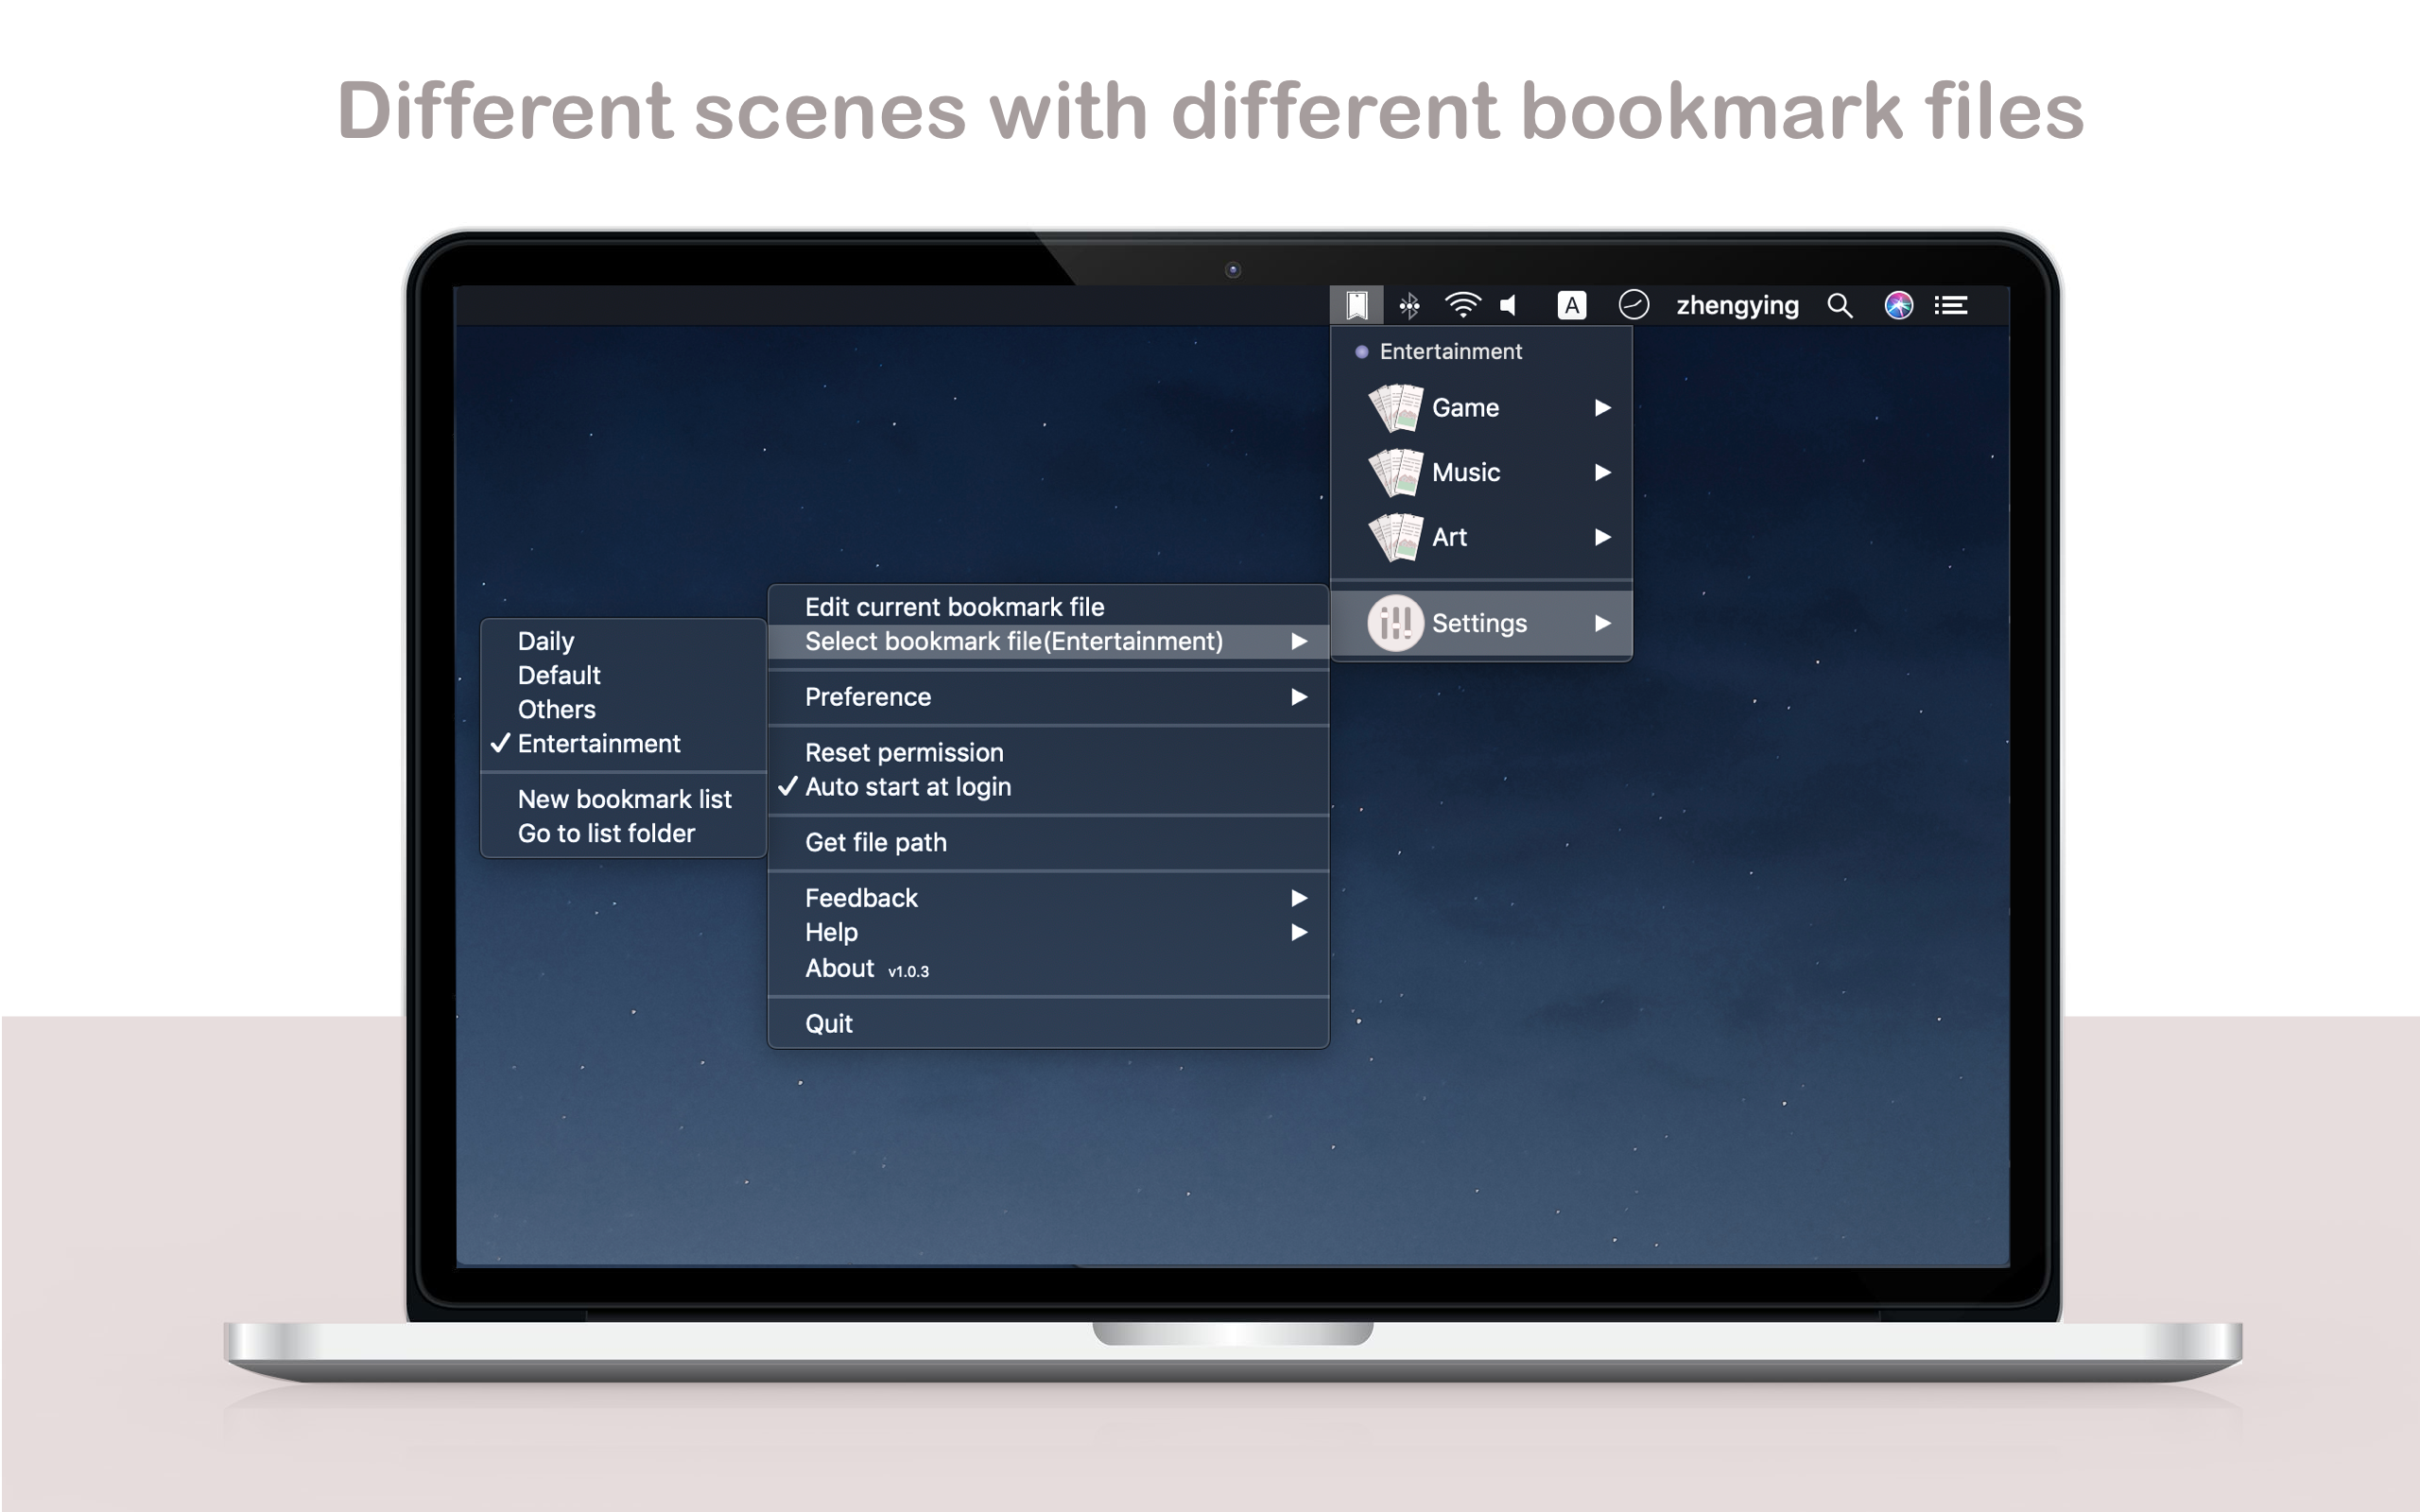 Different scenes with different bookmark files
A
zhengying
Entertainment
Game
Music
Art
Settings
Edit current bookmark file
Select bookmark file(Entertainment)
Preference
Reset permission
Auto start at login
Get file path
Feedback
Help
About v1.0.3
Quit
Daily
Default
Others
Entertainment
New bookmark list
Go to list folder